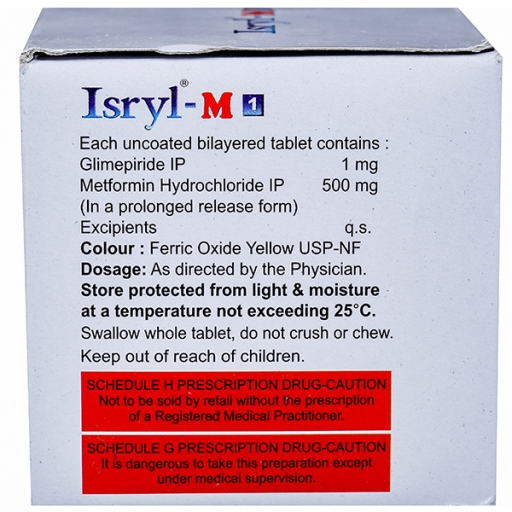 Isryl®-M 1
Each uncoated bilayered tablet contains :
Glimepiride IP 1 mg
Metformin Hydrochloride IP 500 mg
(In a prolonged release form)
Excipients q.s.
Colour : Ferric Oxide Yellow USP-NF
Dosage: As directed by the Physician.
Store protected from light & moisture
at a temperature not exceeding 25°C.
Swallow whole tablet, do not crush or chew.
Keep out of reach of children.
SCHEDULE H PRESCRIPTION DRUG-CAUTION
Not to be sold by retail without the prescription
of a Registered Medical Practitioner.
SCHEDULE G PRESCRIPTION DRUG-CAUTION
It is dangerous to take this preparation except
under medical supervision.